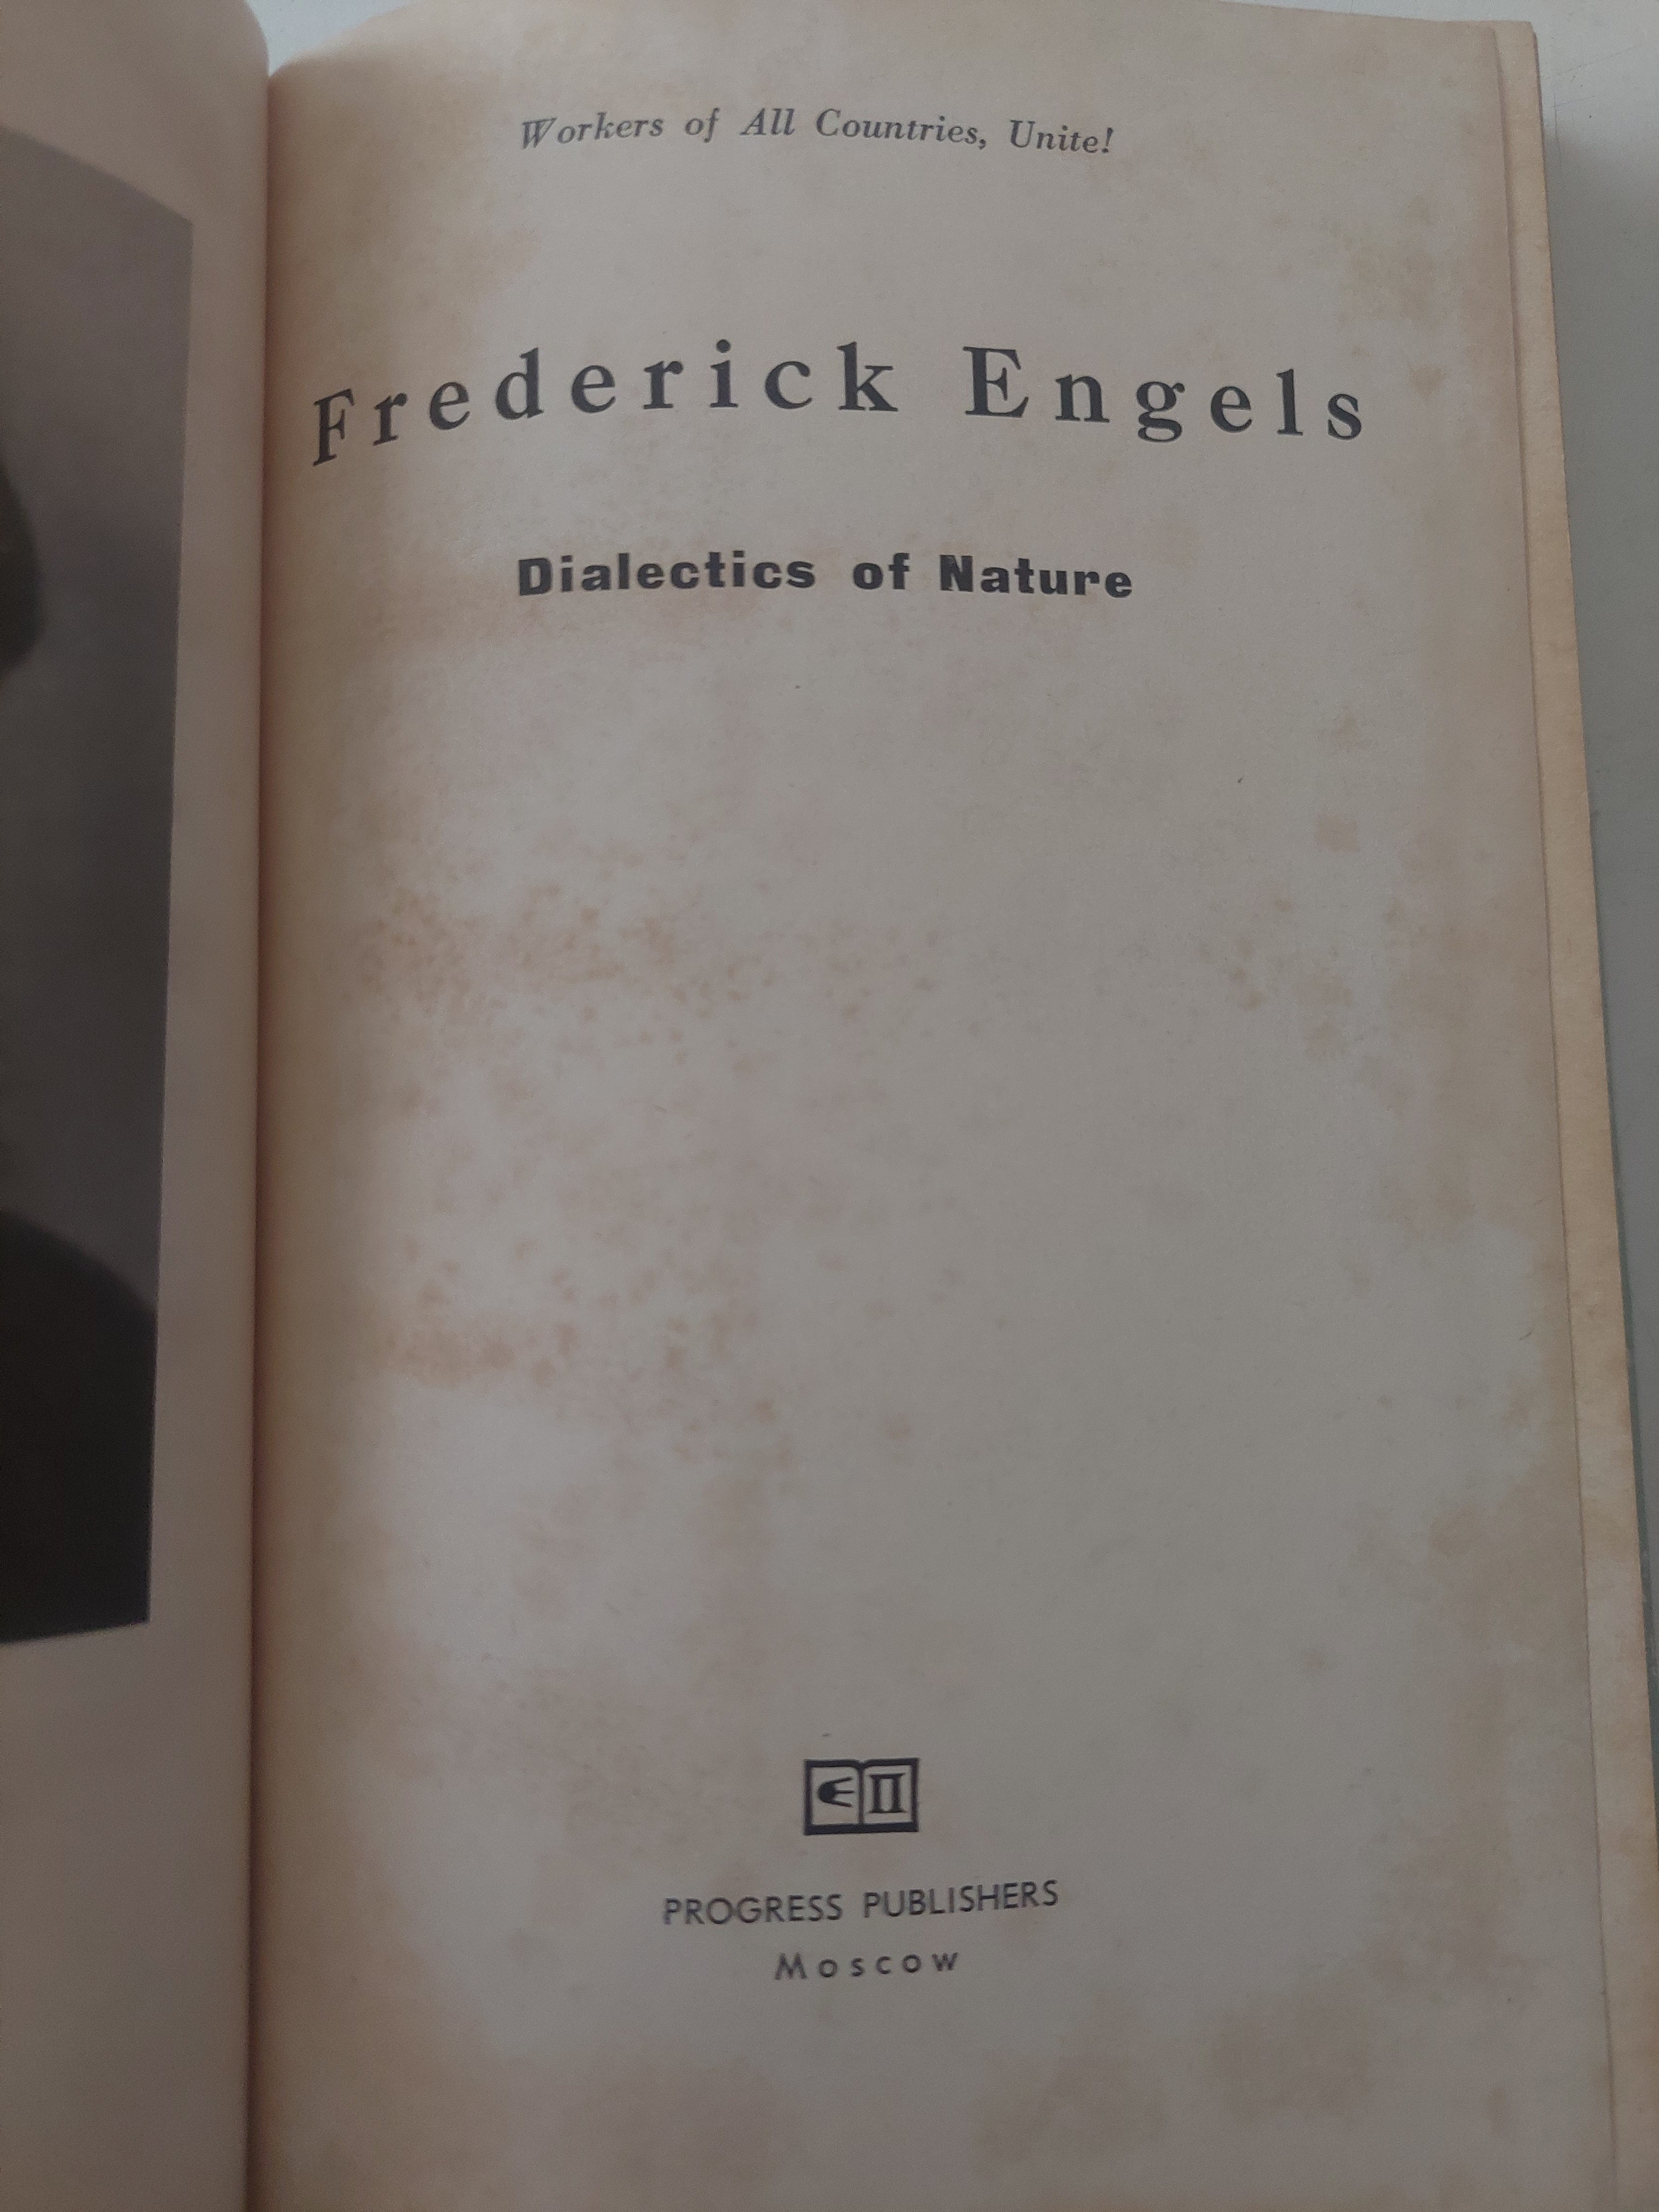 Workers of All Countries, Unite!
Frederick Engels
Dialectics of Nature
PROGRESS PUBLISHERS
Moscow